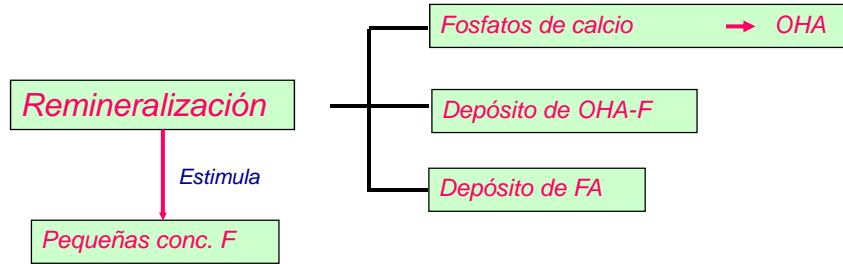 Fosfatos de calcio → OHA
Remineralización
Depósito de OHA-F
Estimula
Depósito de FA
Pequeñas conc. F